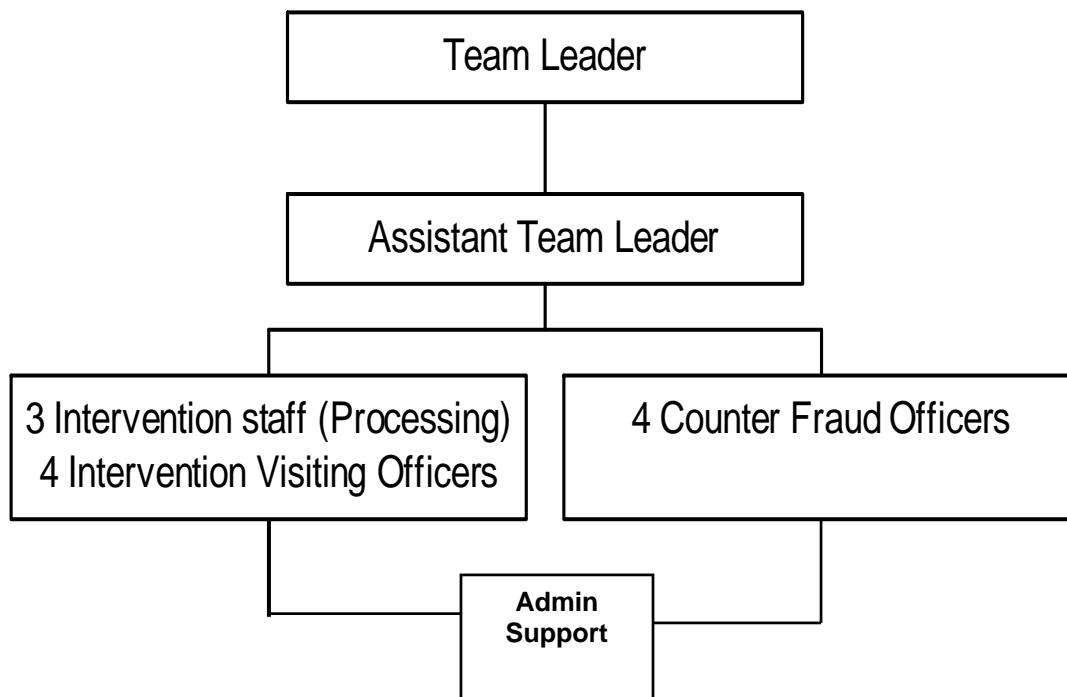 Team Leader
Assistant Team Leader
3 Intervention staff (Processing)
4 Intervention Visiting Officers
4 Counter Fraud Officers
Admin
Support